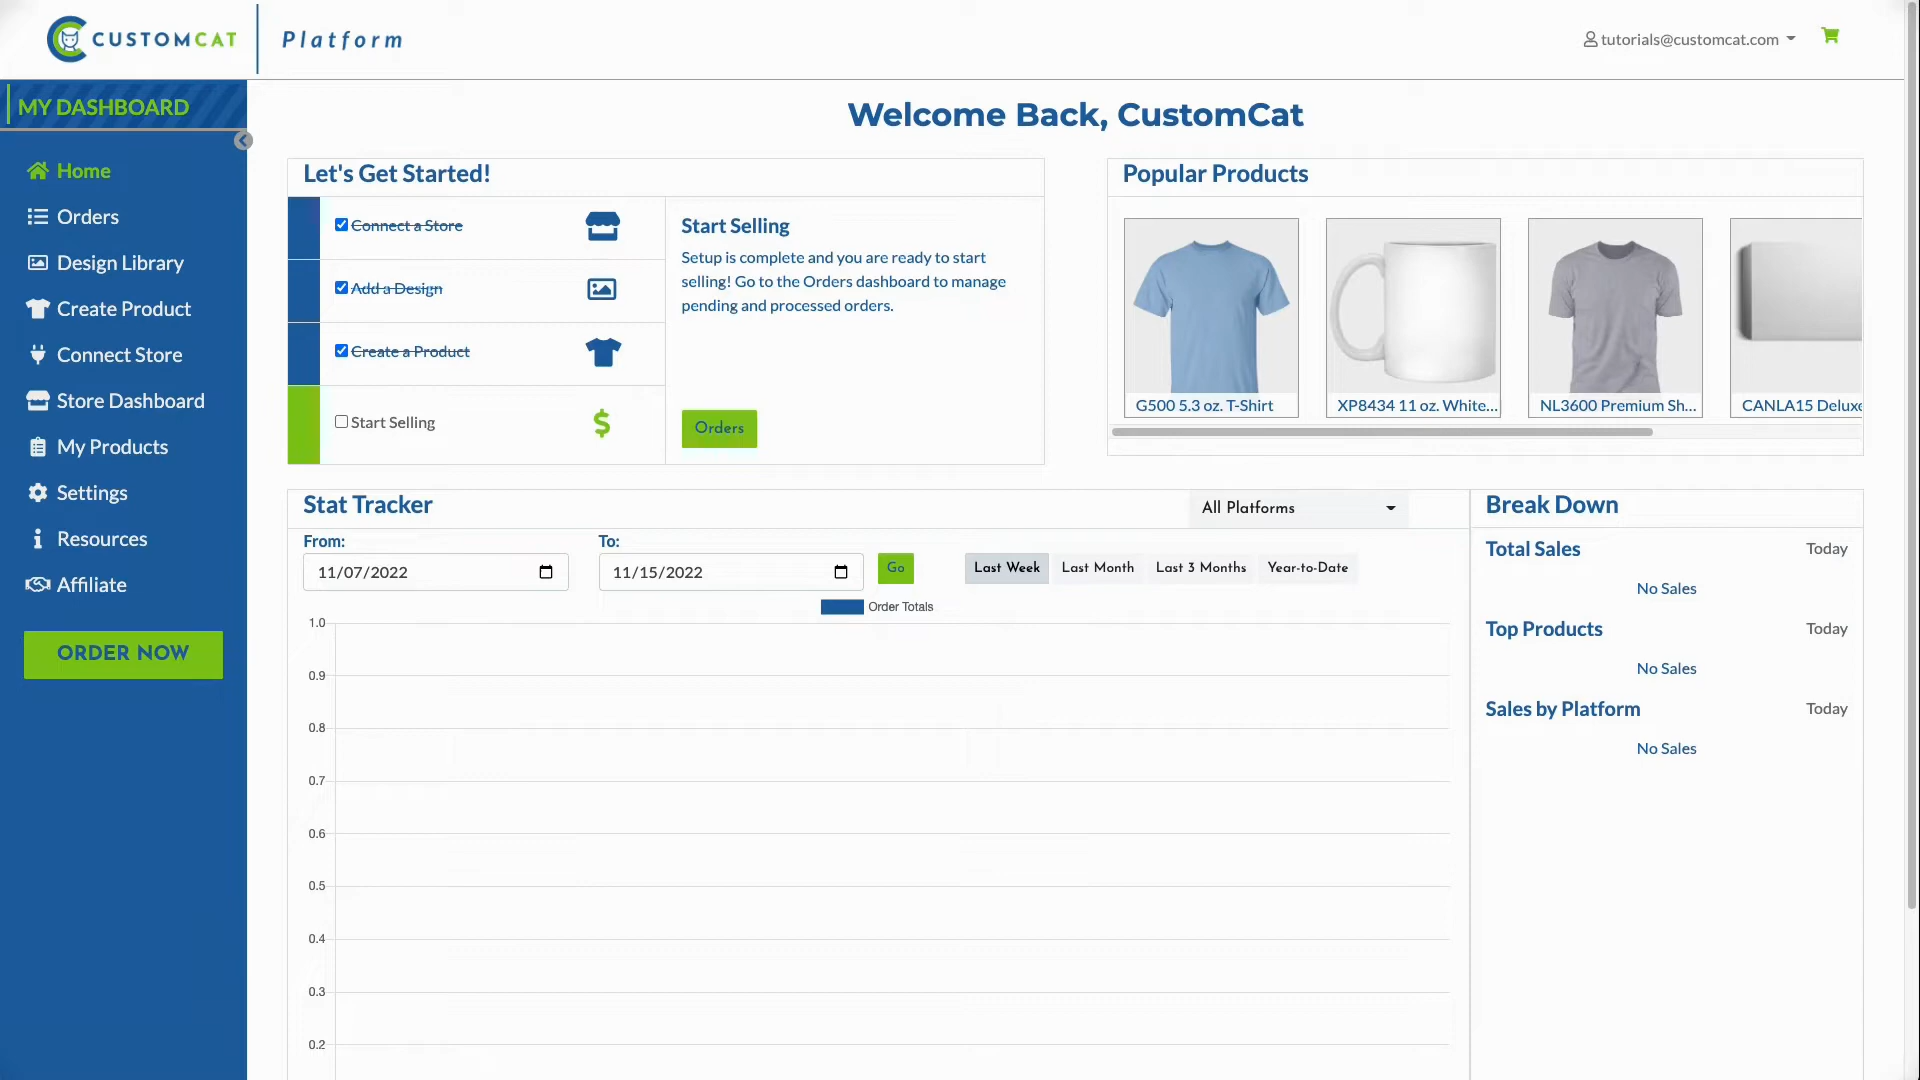 CUSTOMCAT
Platform
tutorials@customcat.com
MY DASHBOARD
Home
Orders
Design Library
Create Product
Connect Store
Store Dashboard
My Products
Settings
Resources
Affiliate
ORDER NOW
Welcome Back, CustomCat
Let's Get Started!
Connect a Store
Add a Design
Create a Product
Start Selling
Start Selling
Setup is complete and you are ready to start
selling! Go to the Orders dashboard to manage
pending and processed orders.
Orders
Popular Products
G500 5.3 oz. T-Shirt
XP8434 11 oz. White...
NL3600 Premium Sh...
CANLA15 Deluxe
Stat Tracker
All Platforms
From:
To:
11/07/2022
11/15/2022
Go
Last Week
Last Month
Last 3 Months
Year-to-Date
Order Totals
1.0
0.9
0.8
0.7
0.6
0.5
0.4
0.3
0.2
Break Down
Total Sales Today
No Sales
Top Products Today
No Sales
Sales by Platform Today
No Sales